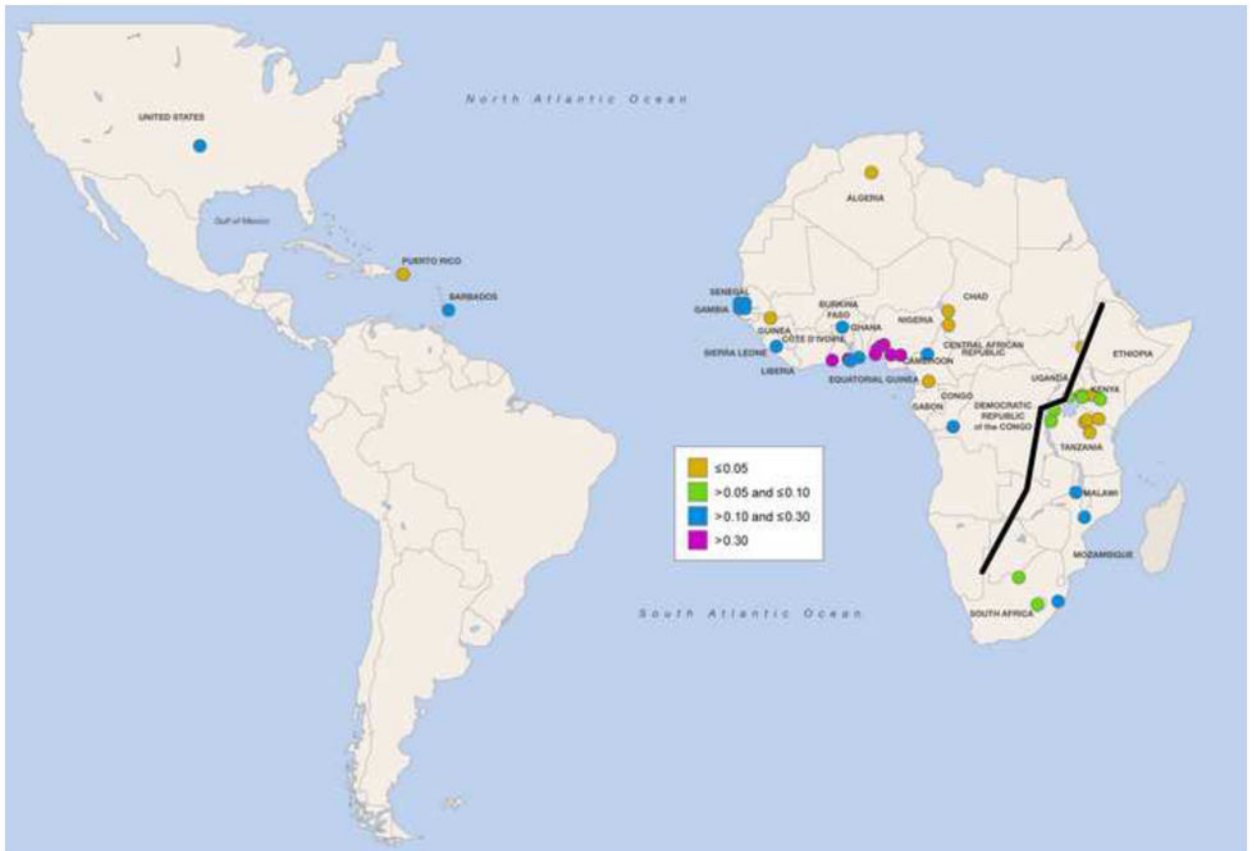 North Atlantic Ocean
UNITED STATES
Gulf of Mexico
PUERTO RICO
BARBADOS
ALGERIA
SENEGAL
GAMBIA
GUINEA
SIERRA LEONE
LIBERIA
BURKINA
FASO
CÔTE D'IVOIRE
GHANA
NIGERIA
CHAD
CENTRAL AFRICAN
REPUBLIC
CAMEROON
EQUATORIAL GUINEA
CONGO
GABON
DEMOCRATIC
REPUBLIC
of the CONGO
UGANDA
ETHIOPIA
KENYA
TANZANIA
MALAWI
MOZAMBIQUE
SOUTH AFRICA
≤0.05
>0.05 and ≤0.10
>0.10 and ≤0.30
>0.30
South Atlantic Ocean